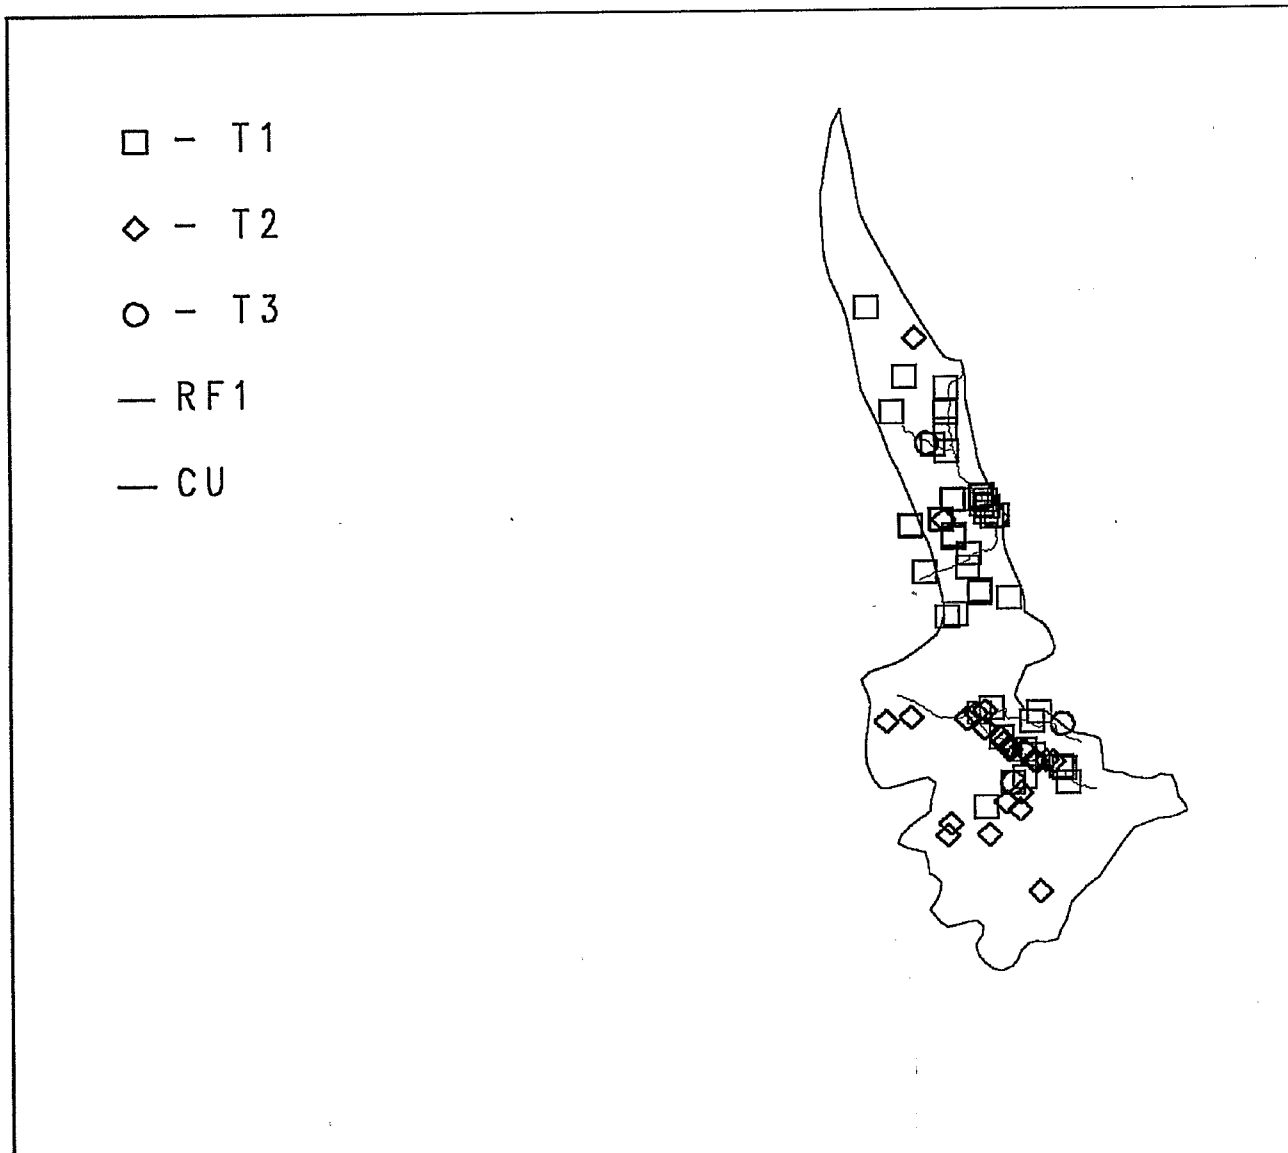 □ - T1
◇ - T2
○ - T3
— RF1
— CU